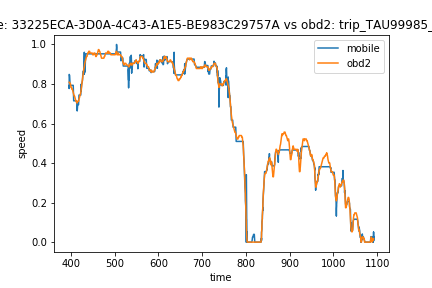 e: 33225ECA-3D0A-4C43-A1E5-BE983C29757A vs obd2: trip_TAU99985_
mobile
obd2
1.0
0.8
0.6
0.4
0.2
0.0
speed
400 500 600 700 800 900 1000 1100
time